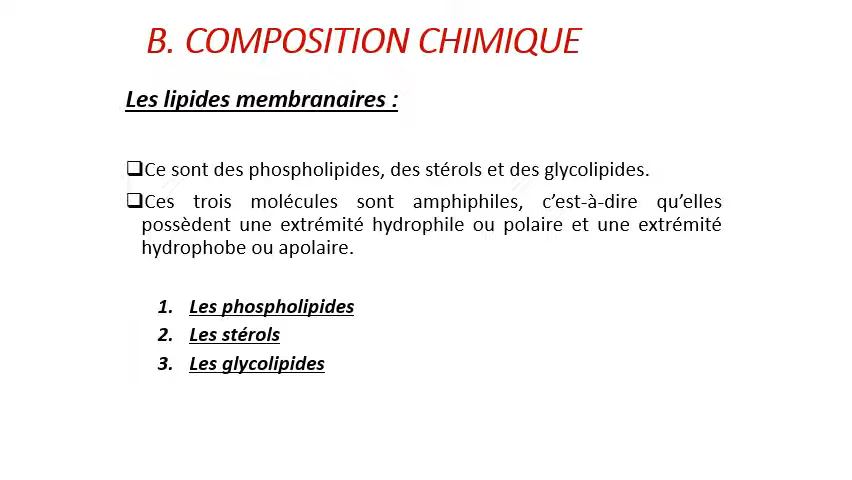 B. COMPOSITION CHIMIQUE
Les lipides membranaires :
❑Ce sont des phospholipides, des stérols et des glycolipides.
❑Ces trois molécules sont amphiphiles, c’est-à-dire qu’elles
possèdent une extrémité hydrophile ou polaire et une extrémité
hydrophobe ou apolaire.
1. Les phospholipides
2. Les stérols
3. Les glycolipides